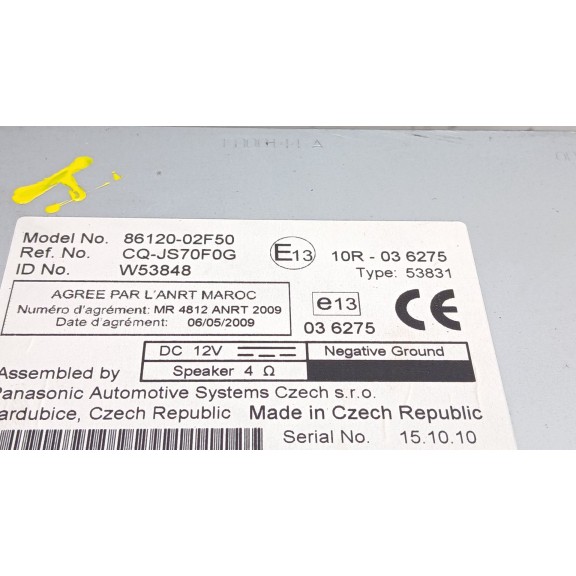 Model No. 86120-02F50
Ref. No. CQ-JS70F0G
ID No. W53848
E13 10R - 03 6275
Type: 53831
AGREE PAR L'ANRT MAROC
Numéro d'agrément: MR 4812 ANRT 2009
Date d'agrément: 06/05/2009
e13
03 6275
CE
DC 12V
Negative Ground
Speaker 4 Ω
Assembled by
Panasonic Automotive Systems Czech s.r.o.
Pardubice, Czech Republic Made in Czech Republic
Serial No. 15.10.10